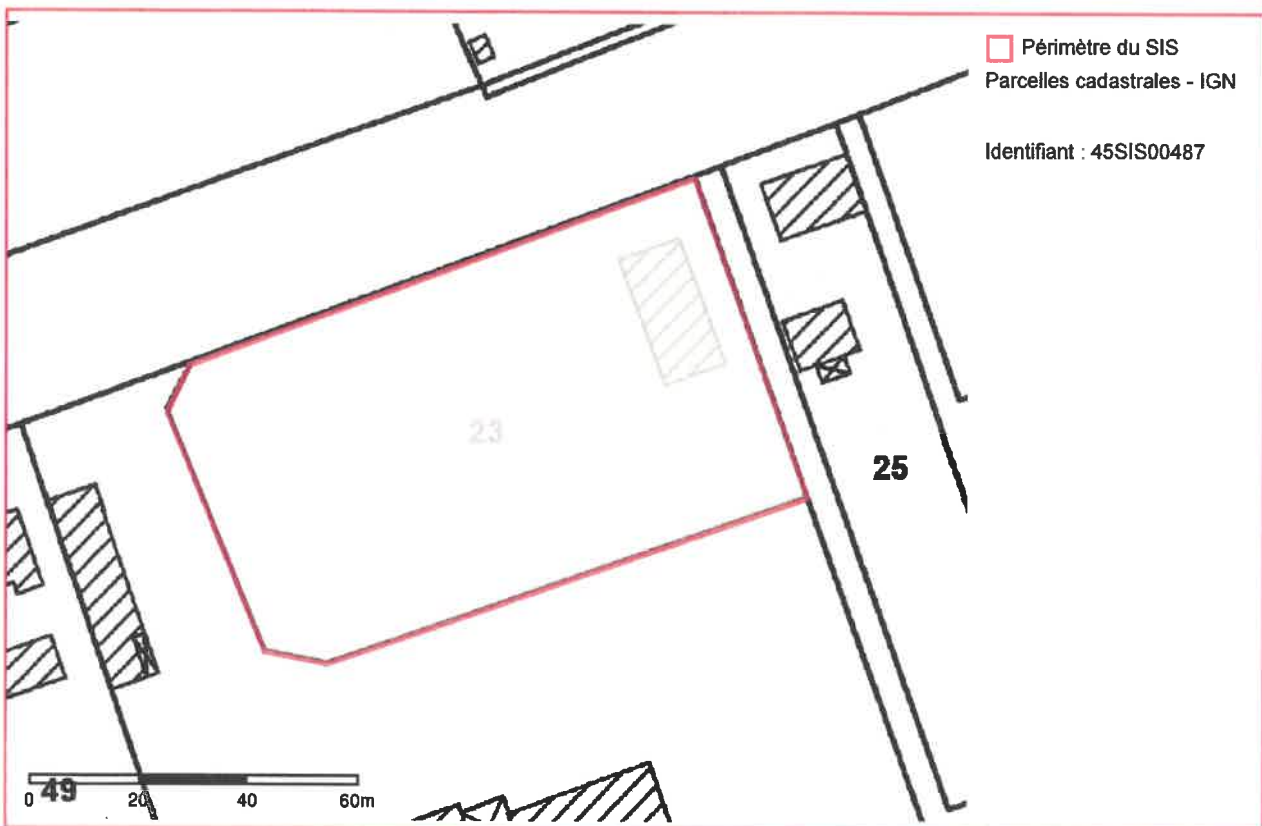 Périmètre du SIS
Parcelles cadastrales - IGN
Identifiant : 45SIS00487
23
25
49
0 20 40 60m